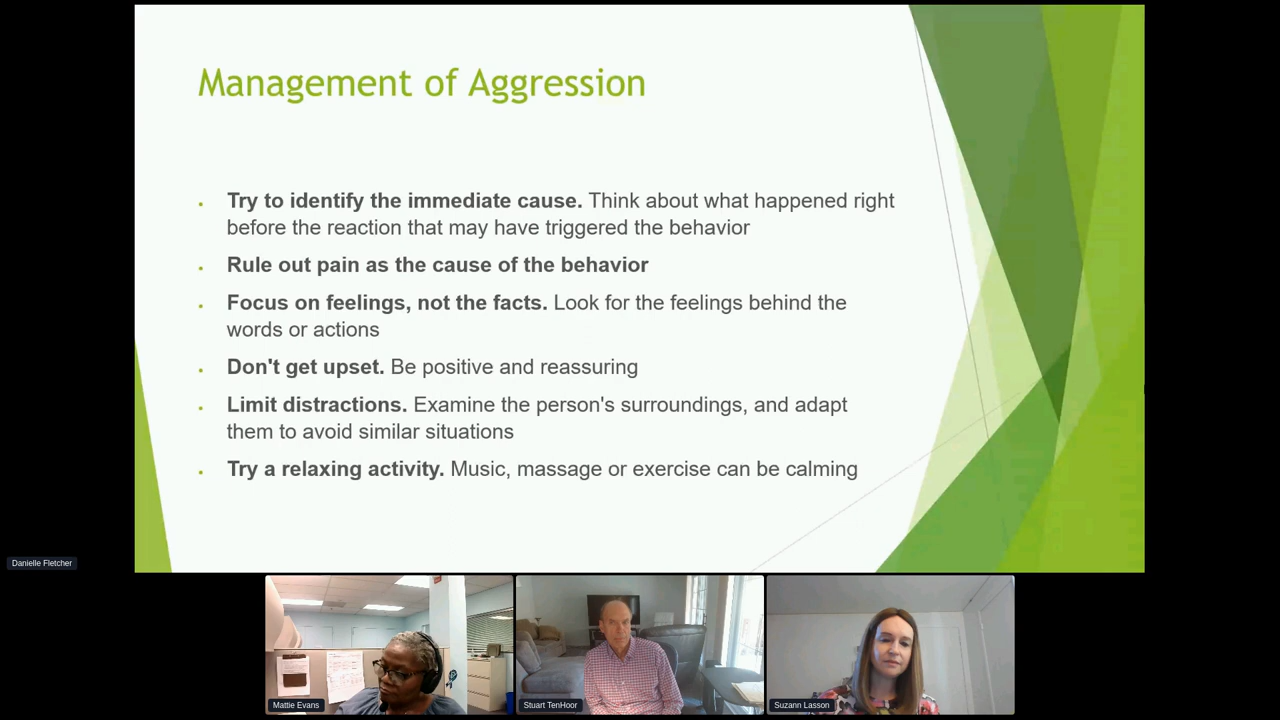 Management of Aggression
Try to identify the immediate cause. Think about what happened right
before the reaction that may have triggered the behavior
Rule out pain as the cause of the behavior
Focus on feelings, not the facts. Look for the feelings behind the
words or actions
Don't get upset. Be positive and reassuring
Limit distractions. Examine the person's surroundings, and adapt
them to avoid similar situations
Try a relaxing activity. Music, massage or exercise can be calming
Danielle Fletcher
Mattie Evans
Stuart TenHoor
Suzann Lasson